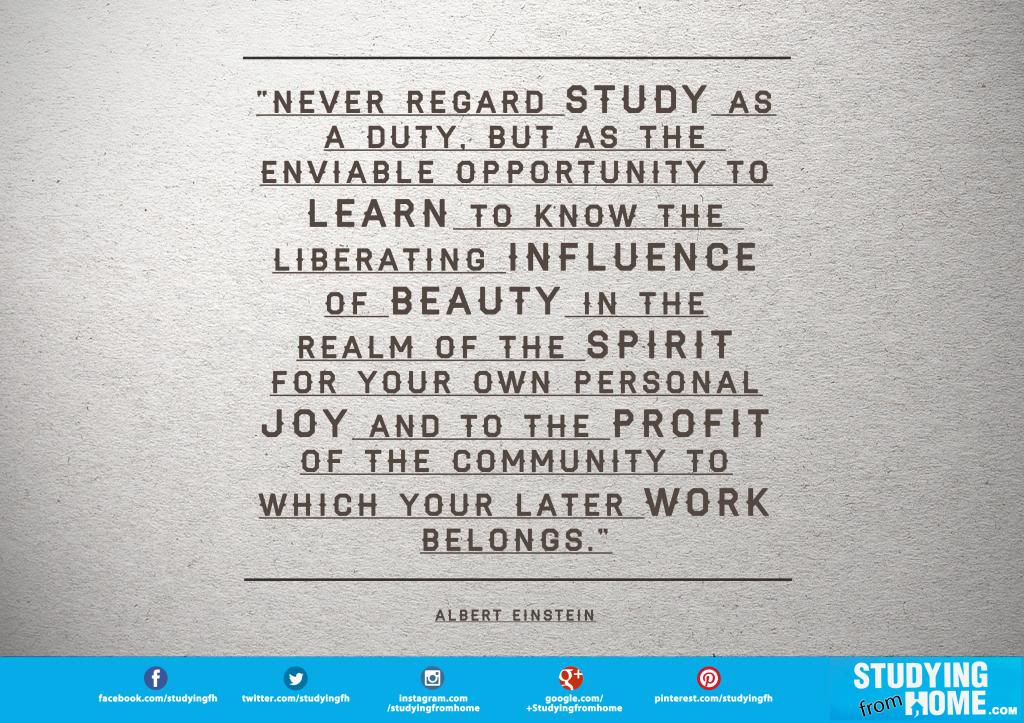 "NEVER REGARD STUDY AS
A DUTY, BUT AS THE
ENVIABLE OPPORTUNITY TO
LEARN TO KNOW THE
LIBERATING INFLUENCE
OF BEAUTY IN THE
REALM OF THE SPIRIT
FOR YOUR OWN PERSONAL
JOY AND TO THE PROFIT
OF THE COMMUNITY TO
WHICH YOUR LATER WORK
BELONGS."
ALBERT EINSTEIN
facebook.com/studyingfh
twitter.com/studyingfh
instagram.com
/studyingfromhome
google.com/
+Studyingfromhome
pinterest.com/studyingfh
STUDYING
from HOME.COM